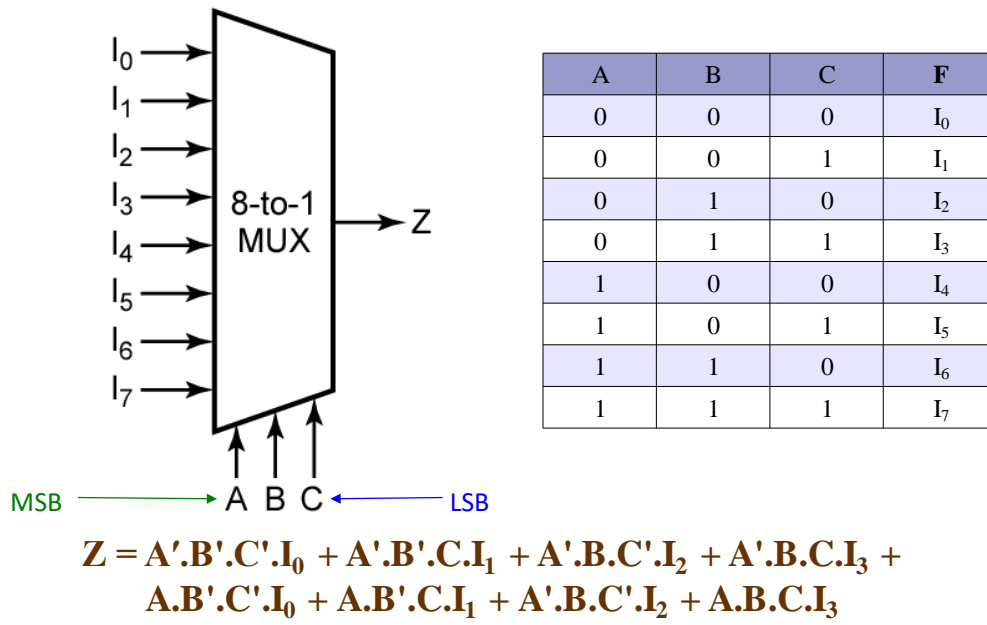 I₀
I₁
I₂
I₃
I₄
I₅
I₆
I₇
8-to-1
MUX
Z
A B C
MSB
LSB
A B C F
0 0 0 I₀
0 0 1 I₁
0 1 0 I₂
0 1 1 I₃
1 0 0 I₄
1 0 1 I₅
1 1 0 I₆
1 1 1 I₇
Z = A′.B'.C'.I₀ + A'.B'.C.I₁ + A'.B.C'.I₂ + A'.B.C.I₃ +
A.B'.C'.I₀ + A.B'.C.I₁ + A'.B.C'.I₂ + A.B.C.I₃